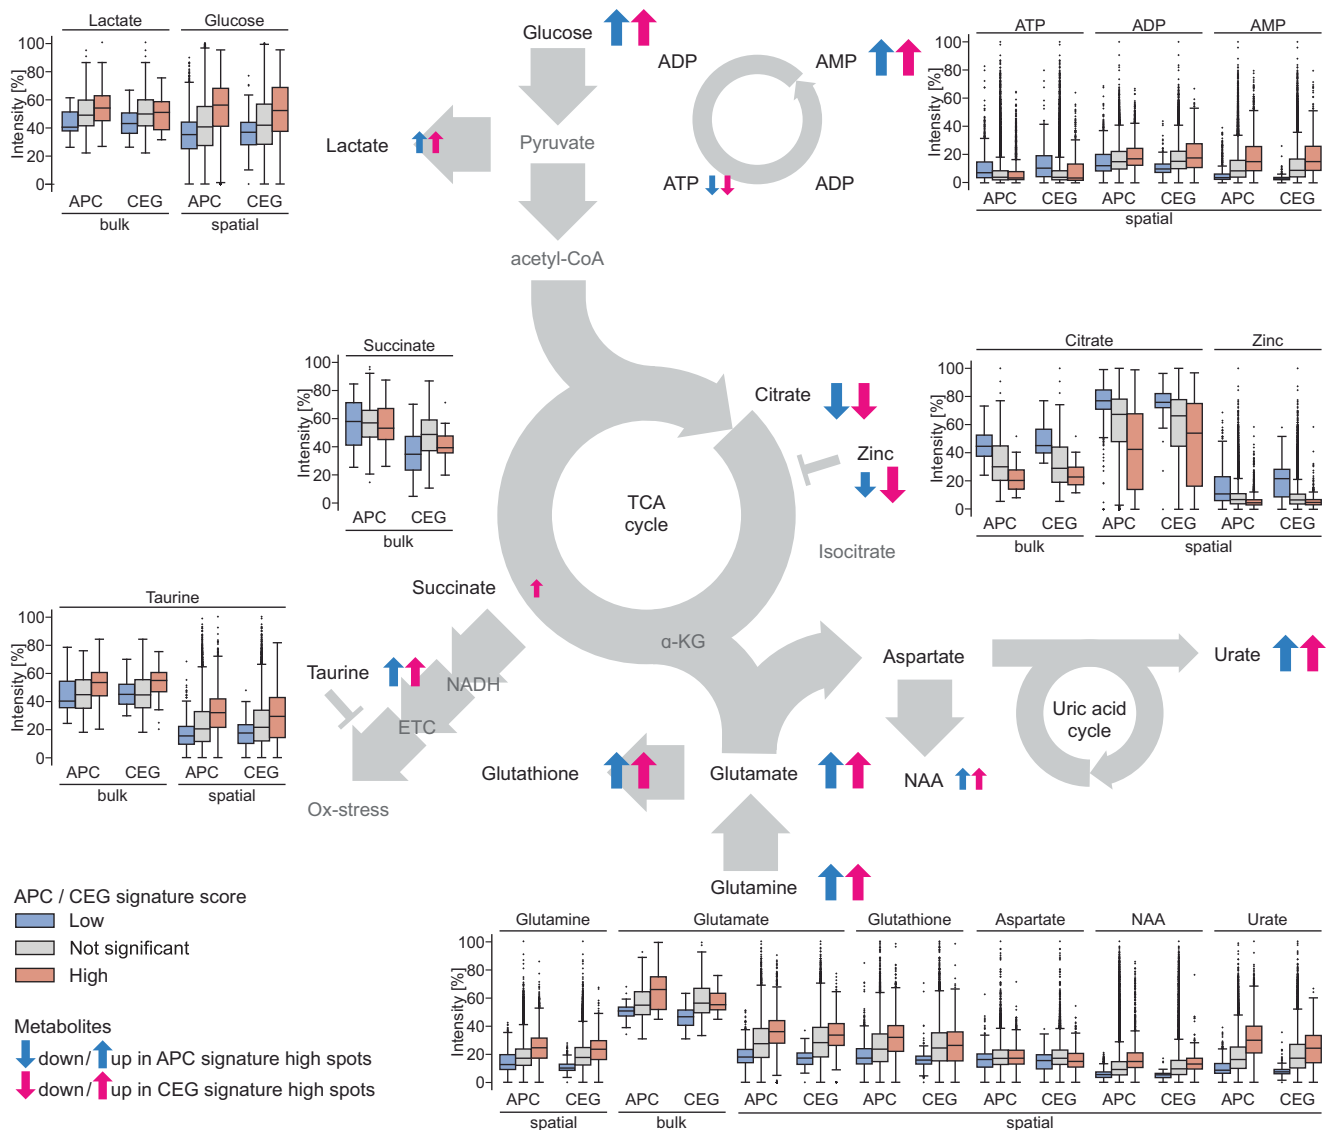 Lactate
Glucose
Intensity [%]
100
80
60
40
20
0
APC
CEG
APC
CEG
bulk
spatial
Glucose
Pyruvate
Lactate
acetyl-CoA
ADP
AMP
ATP
ADP
ATP
ADP
AMP
Intensity [%]
100
80
60
40
20
0
APC
CEG
APC
CEG
APC
CEG
spatial
Succinate
Intensity [%]
100
80
60
40
20
0
APC
CEG
bulk
TCA
cycle
Citrate
Zinc
Isocitrate
Succinate
α-KG
Citrate
Zinc
Intensity [%]
100
80
60
40
20
0
APC
CEG
APC
CEG
APC
CEG
bulk
spatial
Taurine
Intensity [%]
100
80
60
40
20
0
APC
CEG
APC
CEG
bulk
spatial
Taurine
NADH
ETC
Ox-stress
Aspartate
Urate
Uric acid
cycle
NAA
Glutathione
Glutamate
Glutamine
APC / CEG signature score
Low
Not significant
High
Metabolites
down/ up in APC signature high spots
down/ up in CEG signature high spots
Glutamine
Glutamate
Glutathione
Aspartate
NAA
Urate
Intensity [%]
100
80
60
40
20
0
APC
CEG
APC
CEG
APC
CEG
APC
CEG
APC
CEG
APC
CEG
APC
CEG
spatial
bulk
spatial